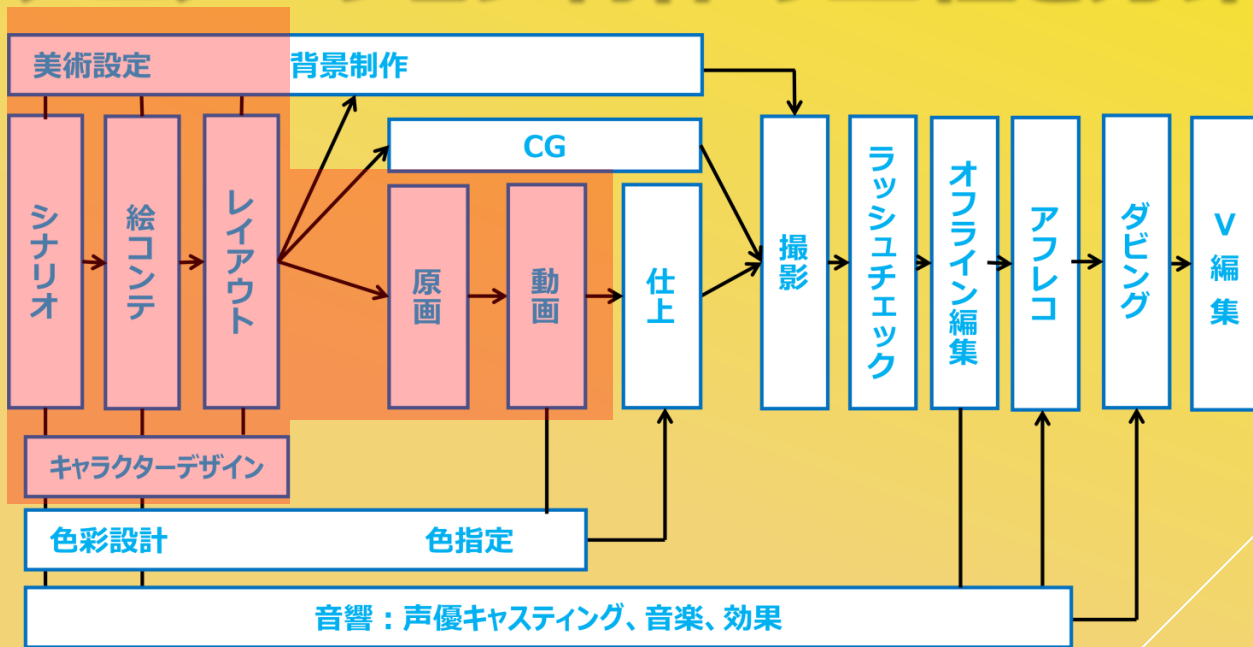 美術設定 背景制作
CG
シナリオ
絵コンテ
レイアウト
原画
動画
仕上
撮影
ラッシュチェック
オフライン編集
アフレコ
ダビング
V編集
キャラクターデザイン
色彩設計 色指定
音響：声優キャスティング、音楽、効果